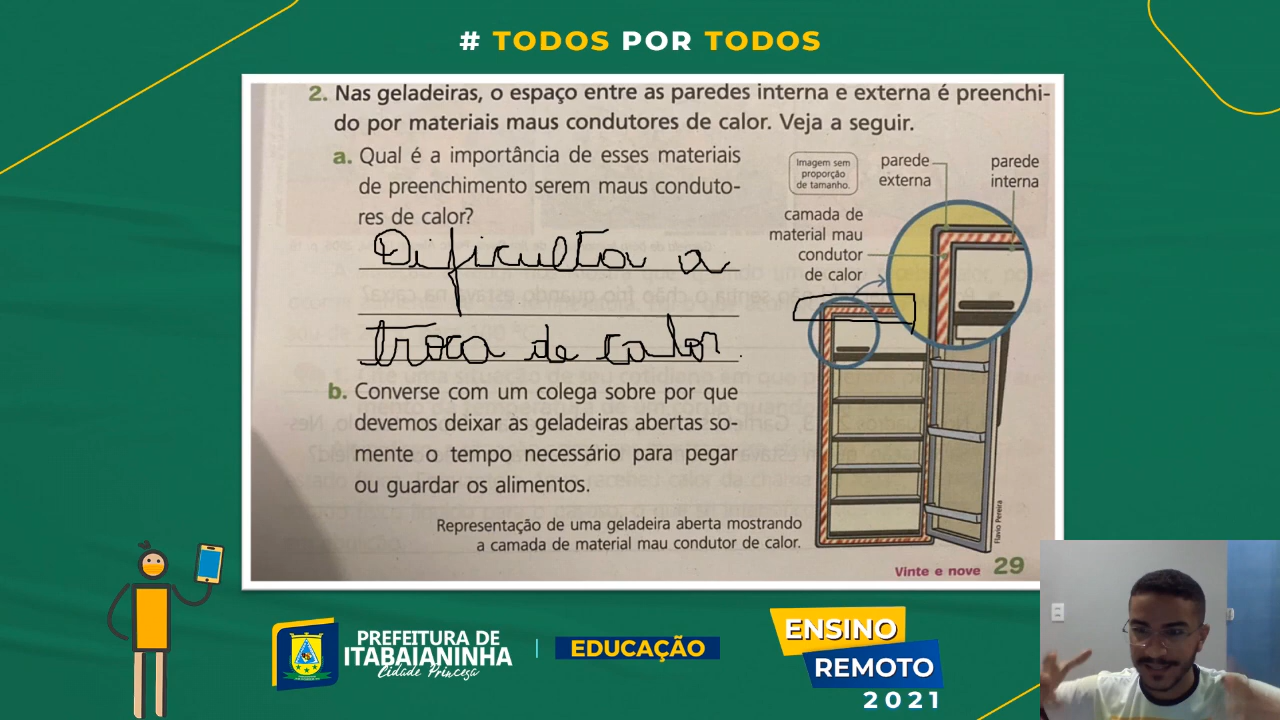 # TODOS POR TODOS
2. Nas geladeiras, o espaço entre as paredes interna e externa é preenchi-
do por materiais maus condutores de calor. Veja a seguir.
a. Qual é a importância de esses materiais
de preenchimento serem maus conduto-
res de calor?
Dificulta a
troca de calor
b. Converse com um colega sobre por que
devemos deixar as geladeiras abertas so-
mente o tempo necessário para pegar
ou guardar os alimentos.
Imagem sem
proporção
de tamanho.
parede
externa
parede
interna
camada de
material mau
condutor
de calor
Representação de uma geladeira aberta mostrando
a camada de material mau condutor de calor.
Flavio Pereira
Vinte e nove 29
PREFEITURA DE
ITABAIANINHA
Cidade Princesa
EDUCAÇÃO
ENSINO
REMOTO
2021